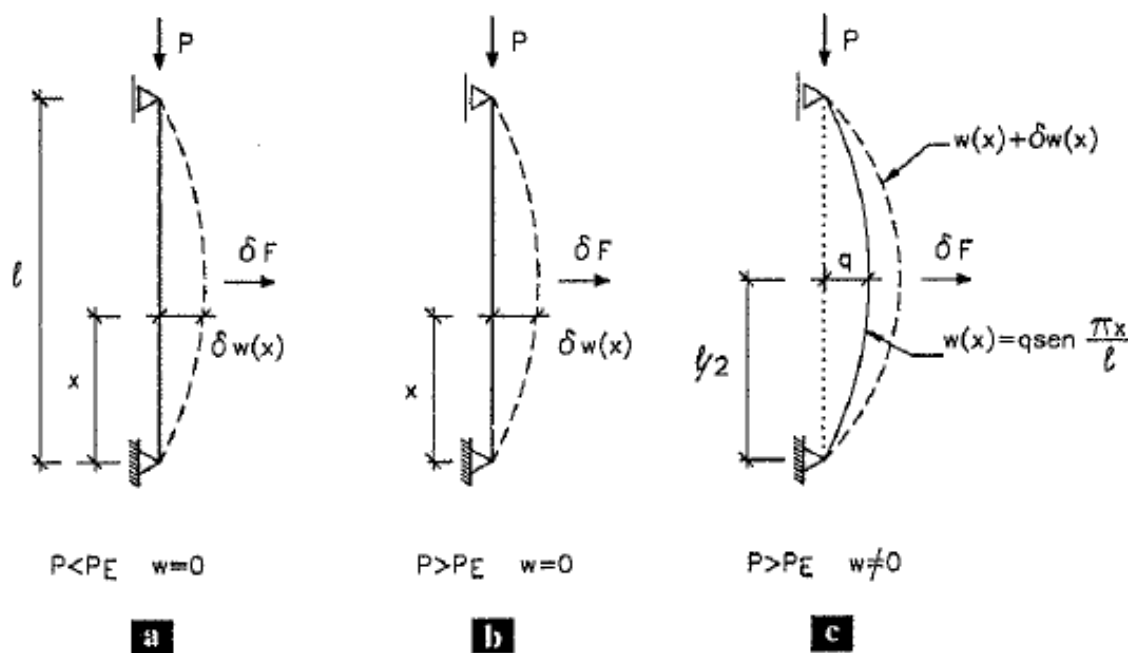 P
ℓ
δF
δw(x)
x
P<PE w=0
a
P
δF
δw(x)
x
P>PE w=0
b
P
w(x)+δw(x)
q
δF
ℓ/2
w(x)=qsen πx/ℓ
P>PE w≠0
c